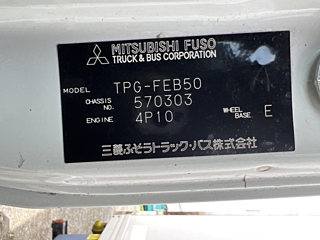 MITSUBISHI FUSO
TRUCK & BUS CORPORATION
MODEL TPG-FEB50
CHASSIS NO. 570303
ENGINE 4P10 WHEEL BASE E
三菱ふそうトラック・バス株式会社